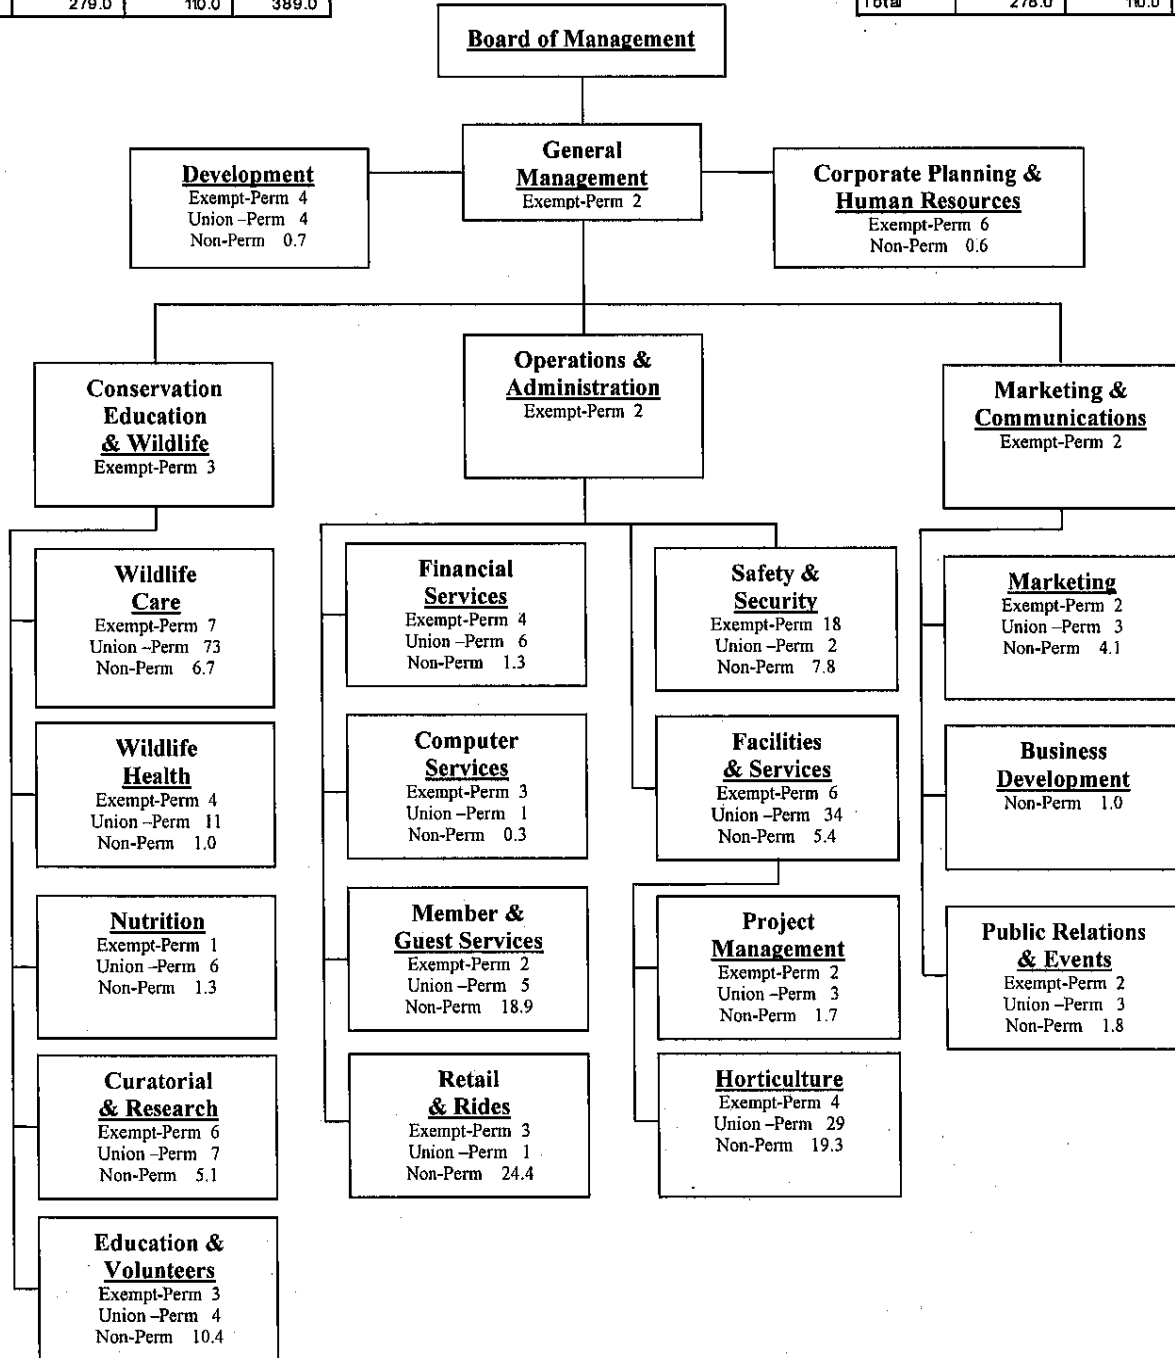 279.0 110.0 389.0
Total 278.0 110.0
Board of Management
General
Management
Exempt-Perm 2
Development
Exempt-Perm 4
Union –Perm 4
Non-Perm 0.7
Corporate Planning &
Human Resources
Exempt-Perm 6
Non-Perm 0.6
Conservation
Education
& Wildlife
Exempt-Perm 3
Operations &
Administration
Exempt-Perm 2
Marketing &
Communications
Exempt-Perm 2
Wildlife
Care
Exempt-Perm 7
Union –Perm 73
Non-Perm 6.7
Wildlife
Health
Exempt-Perm 4
Union –Perm 11
Non-Perm 1.0
Nutrition
Exempt-Perm 1
Union –Perm 6
Non-Perm 1.3
Curatorial
& Research
Exempt-Perm 6
Union –Perm 7
Non-Perm 5.1
Education &
Volunteers
Exempt-Perm 3
Union –Perm 4
Non-Perm 10.4
Financial
Services
Exempt-Perm 4
Union –Perm 6
Non-Perm 1.3
Computer
Services
Exempt-Perm 3
Union –Perm 1
Non-Perm 0.3
Member &
Guest Services
Exempt-Perm 2
Union –Perm 5
Non-Perm 18.9
Retail
& Rides
Exempt-Perm 3
Union –Perm 1
Non-Perm 24.4
Safety &
Security
Exempt-Perm 18
Union –Perm 2
Non-Perm 7.8
Facilities
& Services
Exempt-Perm 6
Union –Perm 34
Non-Perm 5.4
Project
Management
Exempt-Perm 2
Union –Perm 3
Non-Perm 1.7
Horticulture
Exempt-Perm 4
Union –Perm 29
Non-Perm 19.3
Marketing
Exempt-Perm 2
Union –Perm 3
Non-Perm 4.1
Business
Development
Non-Perm 1.0
Public Relations
& Events
Exempt-Perm 2
Union –Perm 3
Non-Perm 1.8